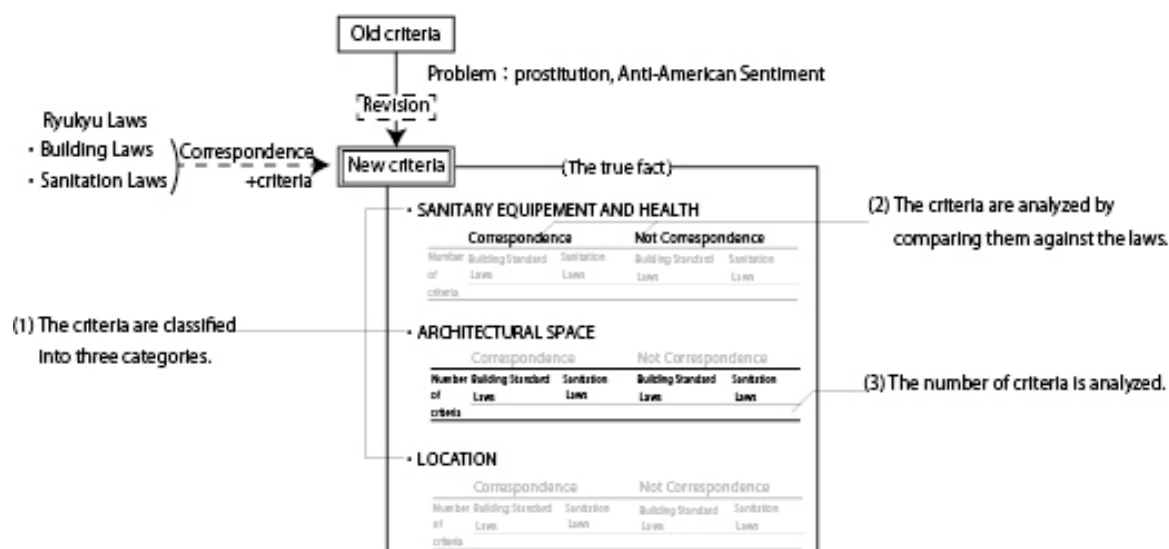 Old criteria
Problem : prostitution, Anti-American Sentiment
Revision
Ryukyu Laws
・Building Laws
・Sanitation Laws
Correspondence
+criteria
New criteria
(The true fact)
・SANITARY EQUIPEMENT AND HEALTH
Correspondence Not Correspondence
Number Building Standard Sanitation Building Standard Sanitation
of Laws Laws Laws Laws
criteria
(2) The criteria are analyzed by
comparing them against the laws.
(1) The criteria are classified
into three categories.
・ARCHITECTURAL SPACE
Correspondence Not Correspondence
Number Building Standard Sanitation Building Standard Sanitation
of Laws Laws Laws Laws
criteria
(3) The number of criteria is analyzed.
・LOCATION
Correspondence Not Correspondence
Number Building Standard Sanitation Building Standard Sanitation
of Laws Laws Laws Laws
criteria